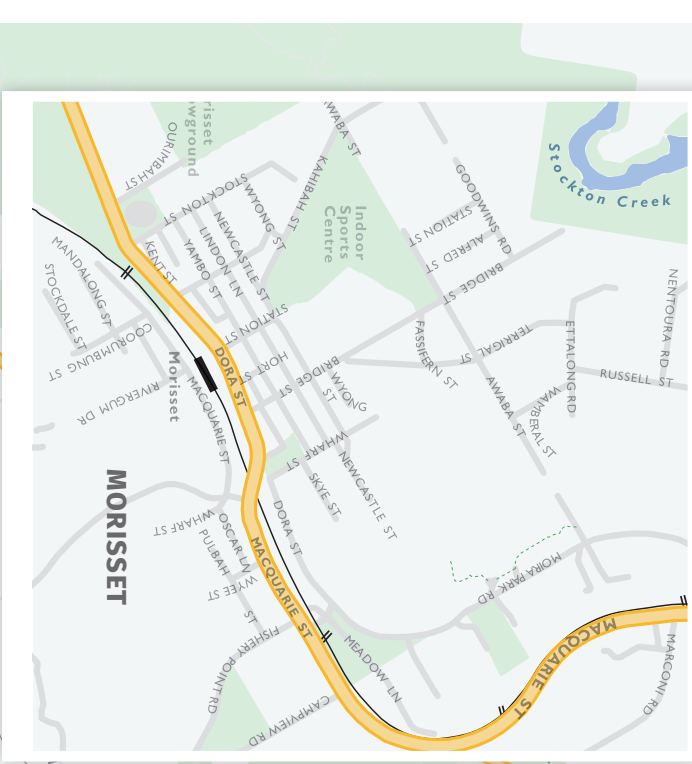 risset
owground
OURIMBAH ST
WABA ST
KAHIBAH ST
STOCKTON ST
WYONG ST
NEWCASTLE ST
LINDON LN
YAMBO ST
KENT ST
Indoor
Sports
Centre
GOODWINS RD
STATION ST
ALFRED ST
BRIDGE ST
Stockton Creek
MANDALONG ST
STOCKDALE ST
COORUMBUNG ST
RIVERGUM DR
Morisset
MACQUARIE ST
DORA ST
STATION ST
HORT ST
BRIDGE ST
WYONG
ST
FASSIFERN ST
TERRIGAL ST
AWABA ST
WAMBERAL ST
ETTALONG RD
NENTOURA RD
RUSSELL ST
WHARF ST
SKYE ST
NEWCASTLE ST
MORISSET
WHARF ST
OSCAR LN
PULBAH ST
WYEE ST
DORA ST
MACQUARIE ST
MOIRA PARK RD
FISHERY POINT RD
MEADOW LN
CAMPVIEW RD
MACQUARIE ST
MARCONI RD